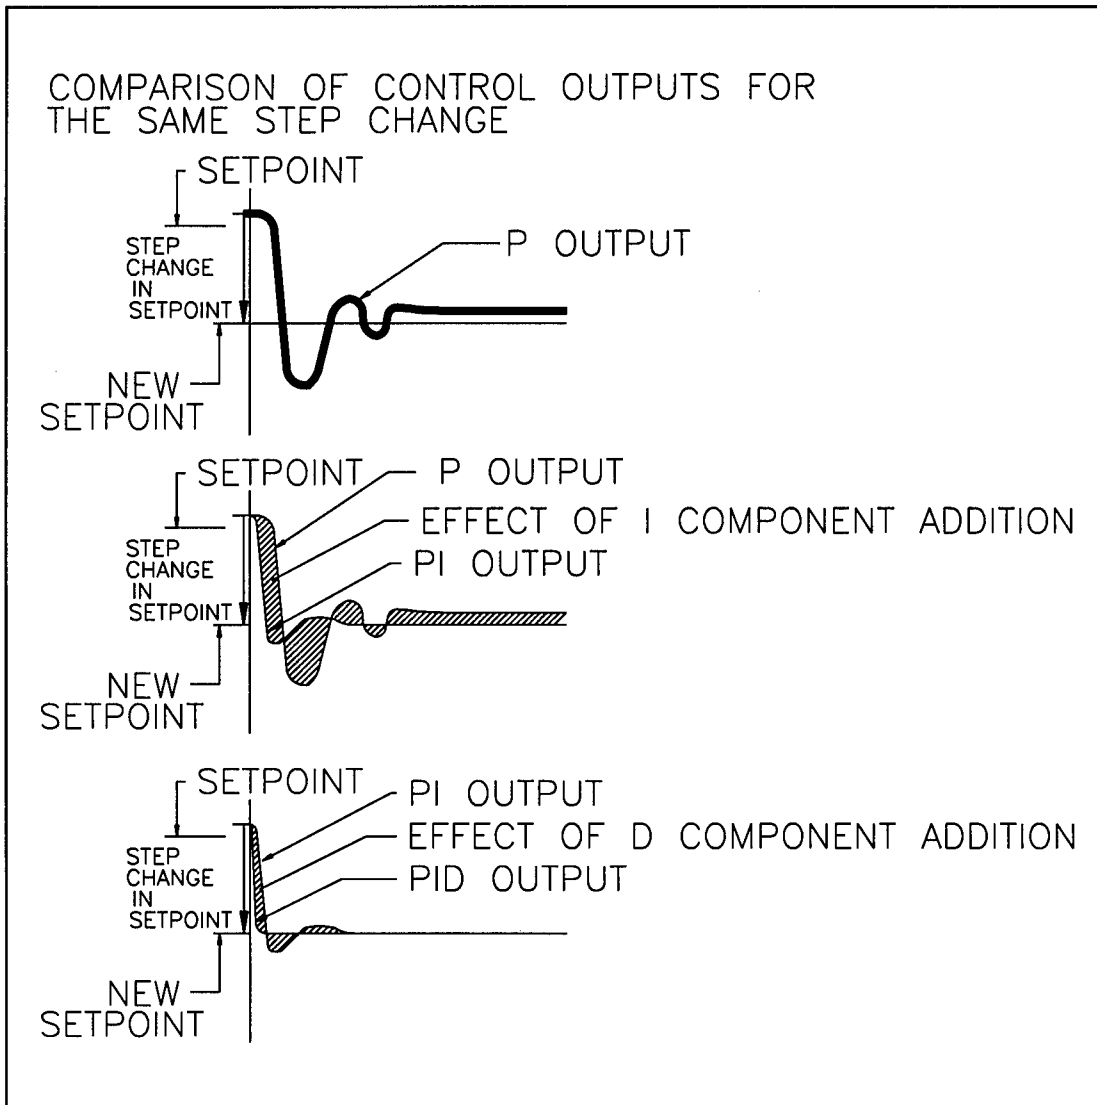 COMPARISON OF CONTROL OUTPUTS FOR
THE SAME STEP CHANGE
SETPOINT
P OUTPUT
STEP
CHANGE
IN
SETPOINT
NEW
SETPOINT
SETPOINT
P OUTPUT
EFFECT OF I COMPONENT ADDITION
PI OUTPUT
STEP
CHANGE
IN
SETPOINT
NEW
SETPOINT
SETPOINT
PI OUTPUT
EFFECT OF D COMPONENT ADDITION
PID OUTPUT
STEP
CHANGE
IN
SETPOINT
NEW
SETPOINT